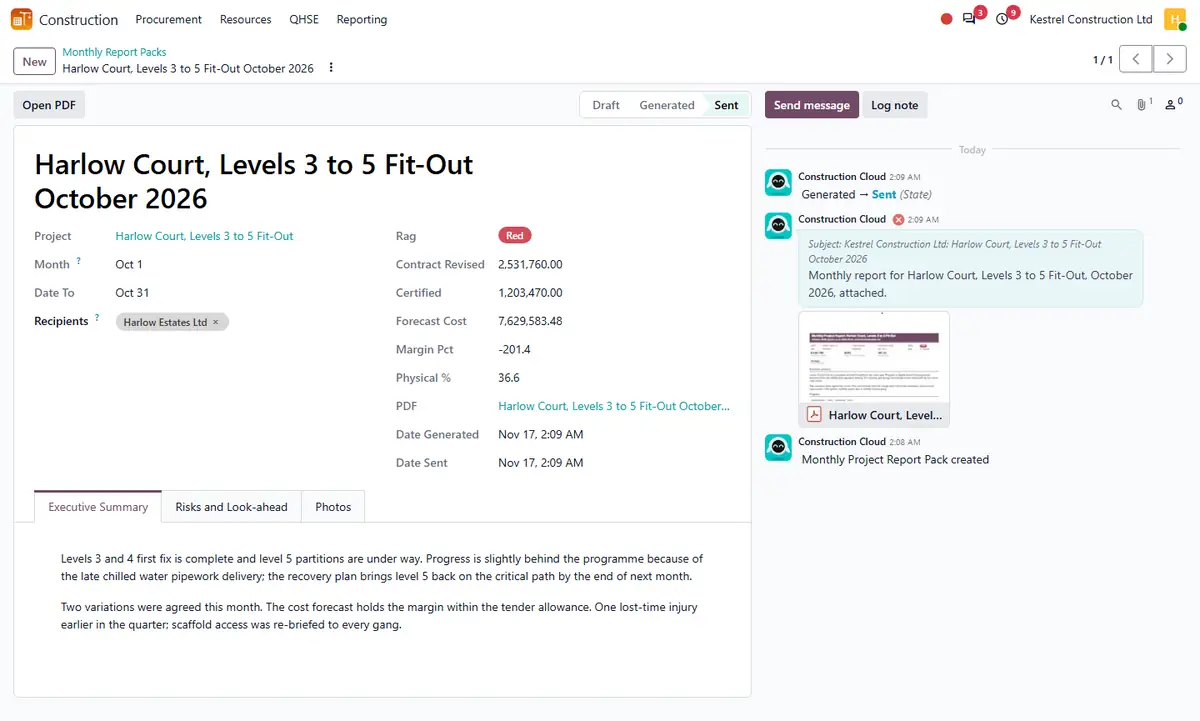 Construction Procurement Resources QHSE Reporting 3 9 Kestrel Construction Ltd H
New Monthly Report Packs
Harlow Court, Levels 3 to 5 Fit-Out October 2026
1 / 1
Open PDF Draft Generated Sent
Send message Log note 1 0
Harlow Court, Levels 3 to 5 Fit-Out
October 2026
Project Harlow Court, Levels 3 to 5 Fit-Out
Month ? Oct 1
Date To Oct 31
Recipients ? Harlow Estates Ltd ×
Rag Red
Contract Revised 2,531,760.00
Certified 1,203,470.00
Forecast Cost 7,629,583.48
Margin Pct -201.4
Physical % 36.6
PDF Harlow Court, Levels 3 to 5 Fit-Out October...
Date Generated Nov 17, 2:09 AM
Date Sent Nov 17, 2:09 AM
Executive Summary Risks and Look-ahead Photos
Levels 3 and 4 first fix is complete and level 5 partitions are under way. Progress is slightly behind the programme because of
the late chilled water pipework delivery; the recovery plan brings level 5 back on the critical path by the end of next month.
Two variations were agreed this month. The cost forecast holds the margin within the tender allowance. One lost-time injury
earlier in the quarter; scaffold access was re-briefed to every gang.
Today
Construction Cloud 2:09 AM
Generated → Sent (State)
Construction Cloud 2:09 AM
Subject: Kestrel Construction Ltd: Harlow Court, Levels 3 to 5 Fit-Out
October 2026
Monthly report for Harlow Court, Levels 3 to 5 Fit-Out, October
2026, attached.
Harlow Court, Level...
Construction Cloud 2:08 AM
Monthly Project Report Pack created